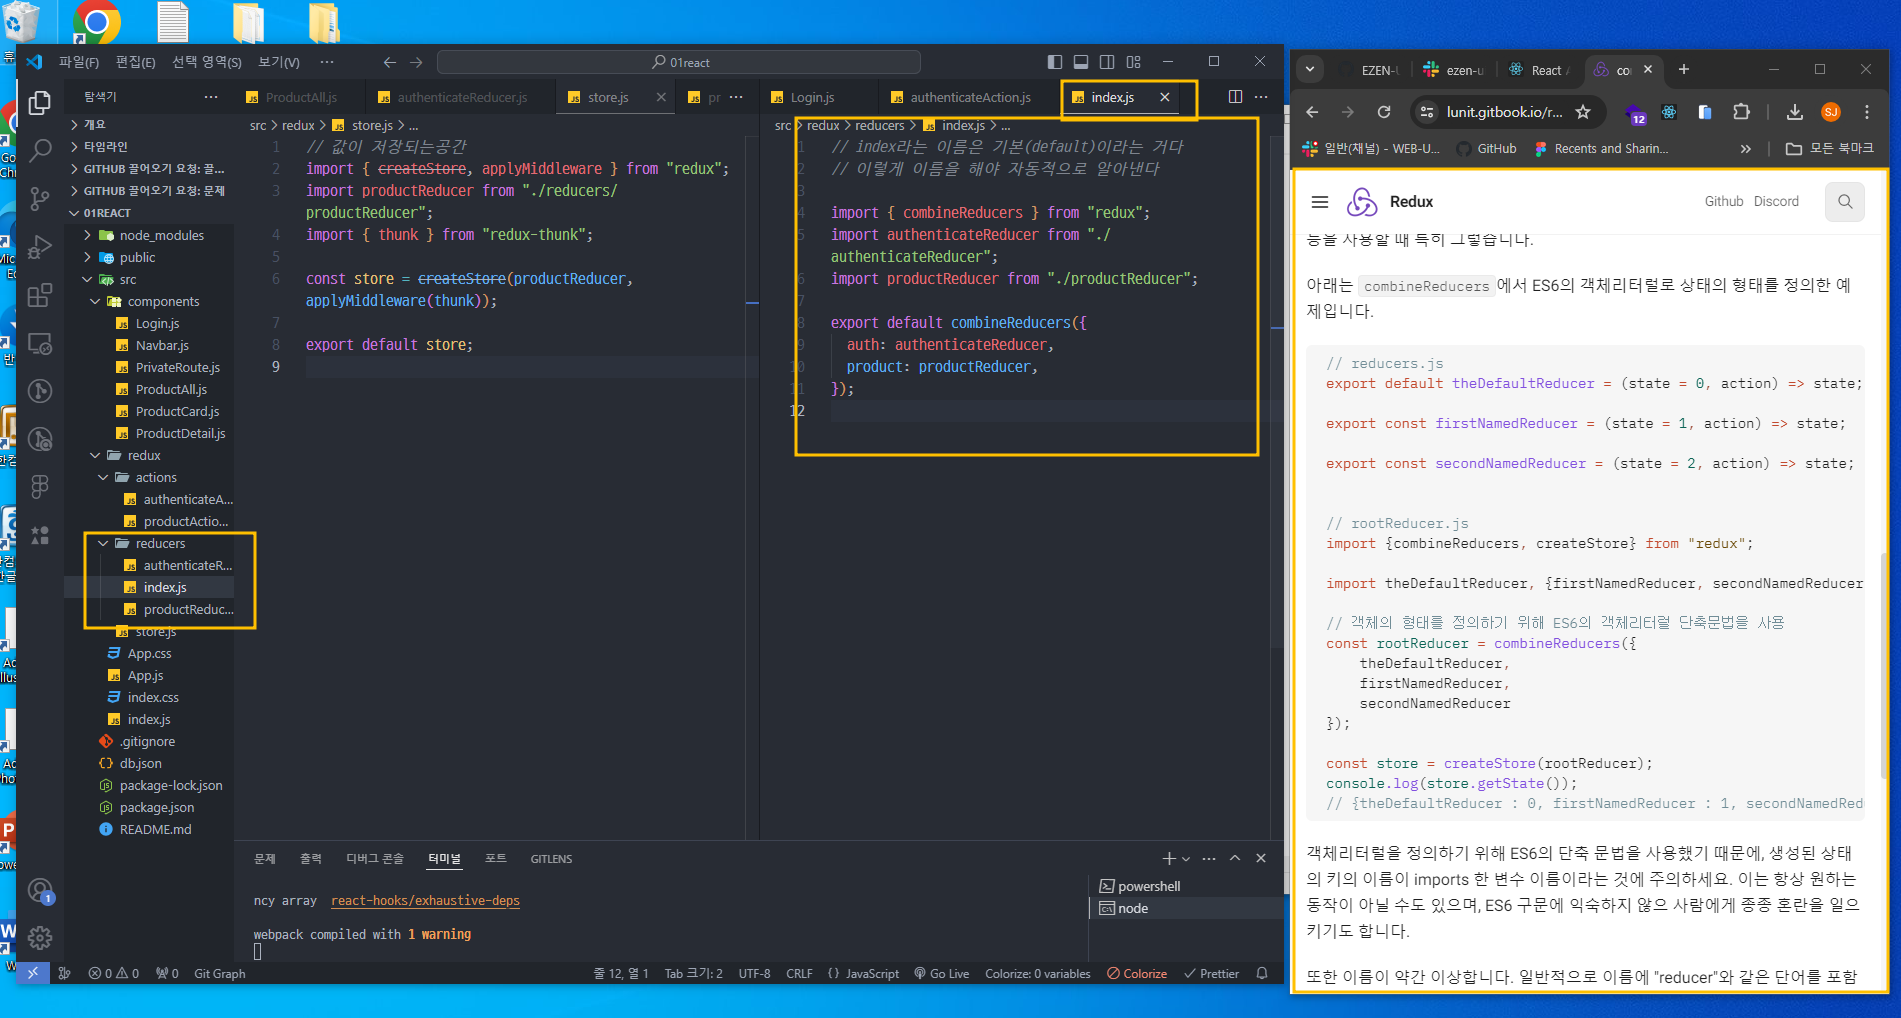 파일(F) 편집(E) 선택 영역(S) 보기(V) ··· 01react
탐색기 ···
개요
타임라인
GITHUB 끌어오기 요청: 끌...
GITHUB 끌어오기 요청: 문제
01REACT
node_modules
public
src
components
Login.js
Navbar.js
PrivateRoute.js
ProductAll.js
ProductCard.js
ProductDetail.js
redux
actions
authenticateA...
productActio...
reducers
authenticateR...
index.js
productReduc...
store.js
App.css
App.js
index.css
index.js
.gitignore
db.json
package-lock.json
package.json
README.md
ProductAll.js authenticateReducer.js store.js pr ···
src > redux > store.js > ...
1 // 값이 저장되는공간
2 import { createStore, applyMiddleware } from "redux";
3 import productReducer from "./reducers/
productReducer";
4 import { thunk } from "redux-thunk";
5
6 const store = createStore(productReducer,
applyMiddleware(thunk));
7
8 export default store;
9
Login.js authenticateAction.js index.js ···
src > redux > reducers > index.js > ...
1 // index라는 이름은 기본(default)이라는 거다
2 // 이렇게 이름을 해야 자동적으로 알아낸다
3
4 import { combineReducers } from "redux";
5 import authenticateReducer from "./
authenticateReducer";
6 import productReducer from "./productReducer";
7
8 export default combineReducers({
9 auth: authenticateReducer,
10 product: productReducer,
11 });
12
문제 출력 디버그 콘솔 터미널 포트 GITLENS
ncy array react-hooks/exhaustive-deps
webpack compiled with 1 warning
powershell
node
0 0 0 Git Graph 줄 12, 열 1 Tab 크기: 2 UTF-8 CRLF {} JavaScript Go Live Colorize: 0 variables Colorize Prettier
EZEN- ezen-u React co
lunit.gitbook.io/r... 12 SJ
일반(채널) - WEB-U... GitHub Recents and Sharin... » 모든 북마크
Redux Github Discord
등을 사용할 때 특히 그렇습니다.
아래는 combineReducers 에서 ES6의 객체리터럴로 상태의 형태를 정의한 예
제입니다.
// reducers.js
export default theDefaultReducer = (state = 0, action) => state;
export const firstNamedReducer = (state = 1, action) => state;
export const secondNamedReducer = (state = 2, action) => state;
// rootReducer.js
import {combineReducers, createStore} from "redux";
import theDefaultReducer, {firstNamedReducer, secondNamedReducer
// 객체의 형태를 정의하기 위해 ES6의 객체리터럴 단축문법을 사용
const rootReducer = combineReducers({
theDefaultReducer,
firstNamedReducer,
secondNamedReducer
});
const store = createStore(rootReducer);
console.log(store.getState());
// {theDefaultReducer : 0, firstNamedReducer : 1, secondNamedRed
객체리터럴을 정의하기 위해 ES6의 단축 문법을 사용했기 때문에, 생성된 상태
의 키의 이름이 imports 한 변수 이름이라는 것에 주의하세요. 이는 항상 원하는
동작이 아닐 수도 있으며, ES6 구문에 익숙하지 않으 사람에게 종종 혼란을 일으
키기도 합니다.
또한 이름이 약간 이상합니다. 일반적으로 이름에 "reducer"와 같은 단어를 포함